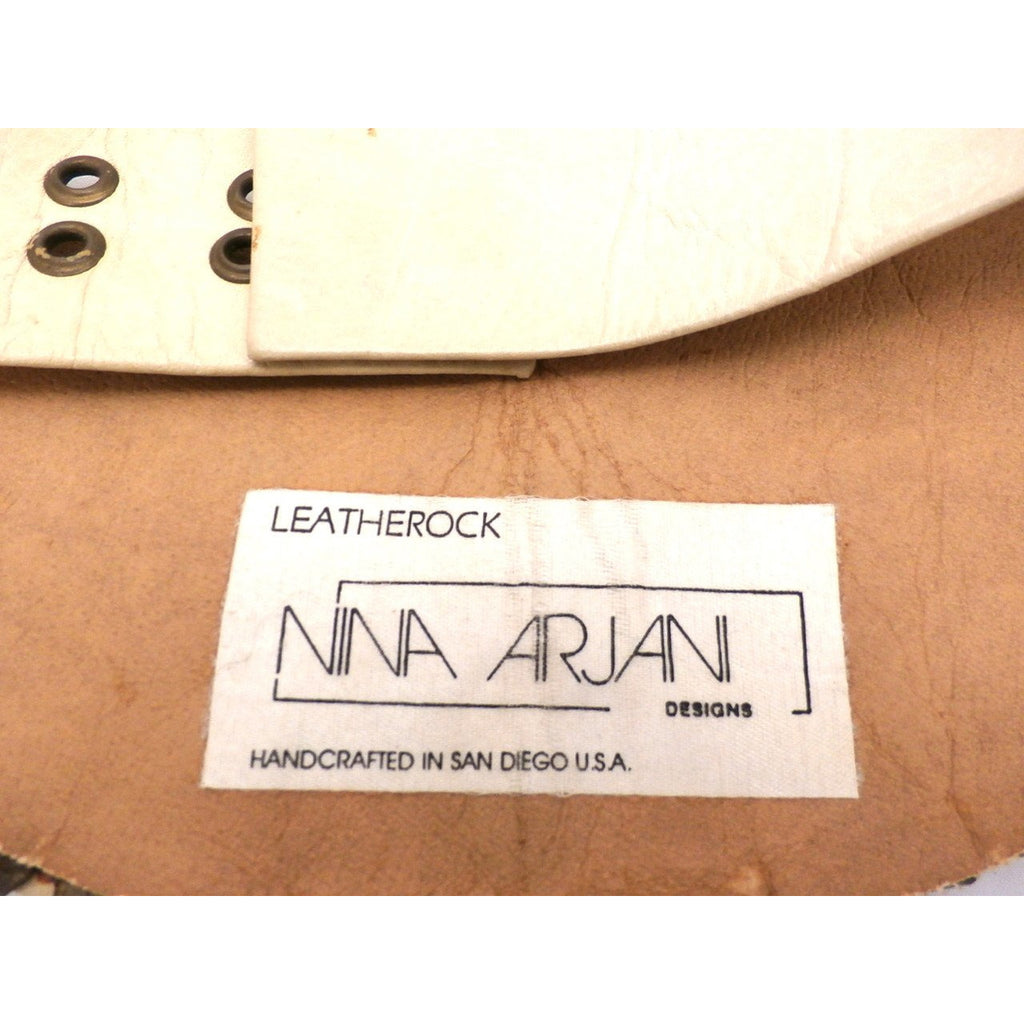 LEATHEROCK
NINA ARJANI
DESIGNS
HANDCRAFTED IN SAN DIEGO U.S.A.